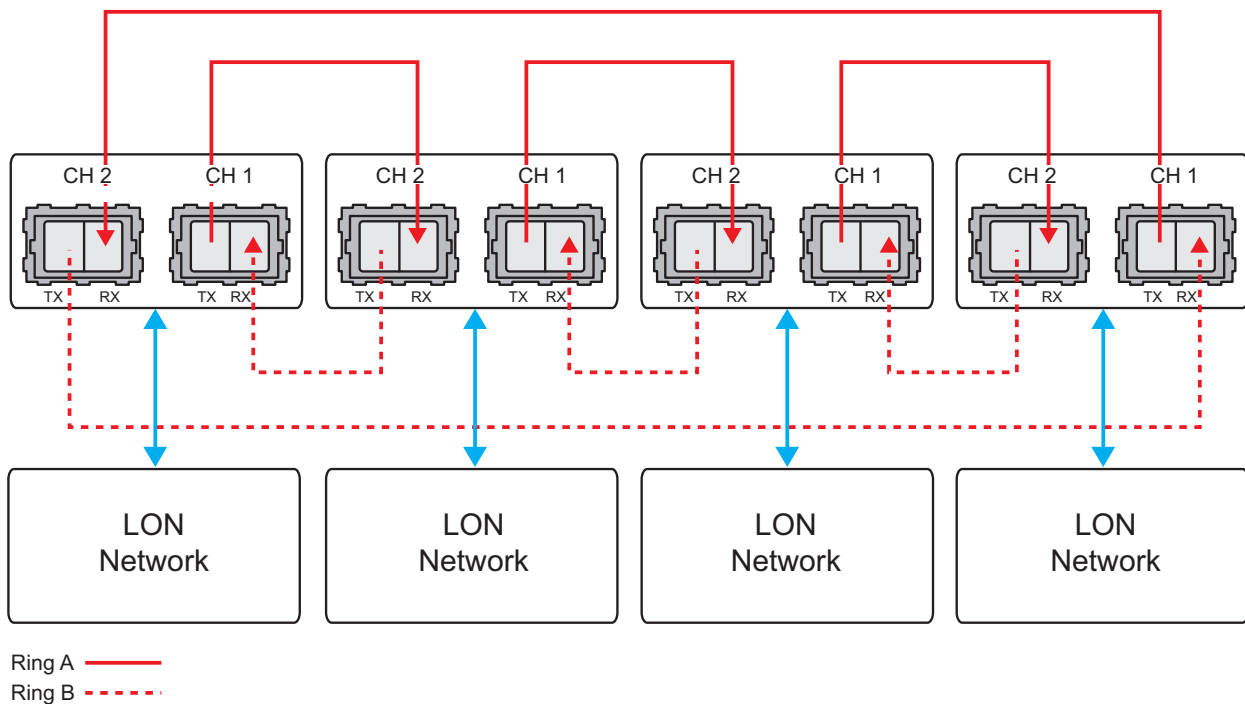 CH 2 CH 1 CH 2 CH 1 CH 2 CH 1 CH 2 CH 1
TX RX TX RX TX RX TX RX TX RX TX RX TX RX TX RX
LON
Network
LON
Network
LON
Network
LON
Network
Ring A
Ring B